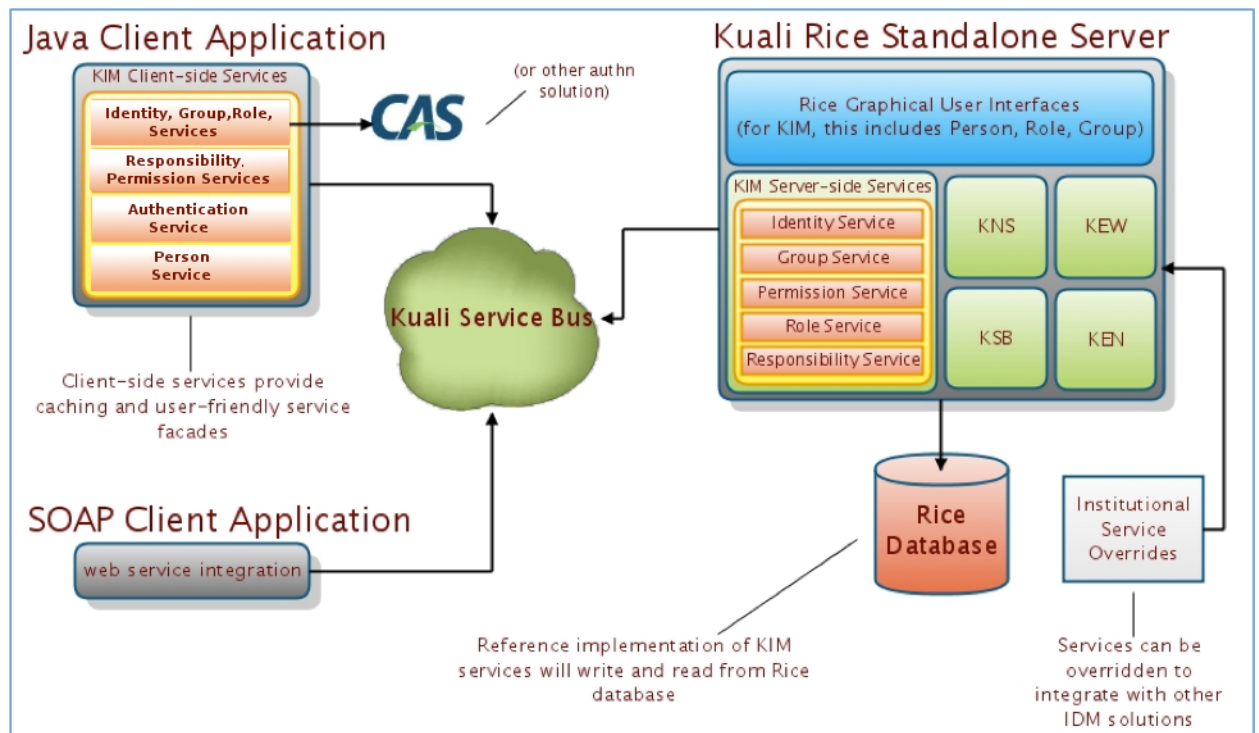 Java Client Application
KIM Client-side Services
Identity, Group,Role,
Services
Responsibility,
Permission Services
Authentication
Service
Person
Service
CAS
(or other authn
solution)
Client-side services provide
caching and user-friendly service
facades
Kuali Service Bus
SOAP Client Application
web service integration
Kuali Rice Standalone Server
Rice Graphical User Interfaces
(for KIM, this includes Person, Role, Group)
KIM Server-side Services
Identity Service
Group Service
Permission Service
Role Service
Responsibility Service
KNS
KEW
KSB
KEN
Rice
Database
Reference implementation of KIM
services will write and read from Rice
database
Institutional
Service
Overrides
Services can be
overridden to
integrate with other
IDM solutions